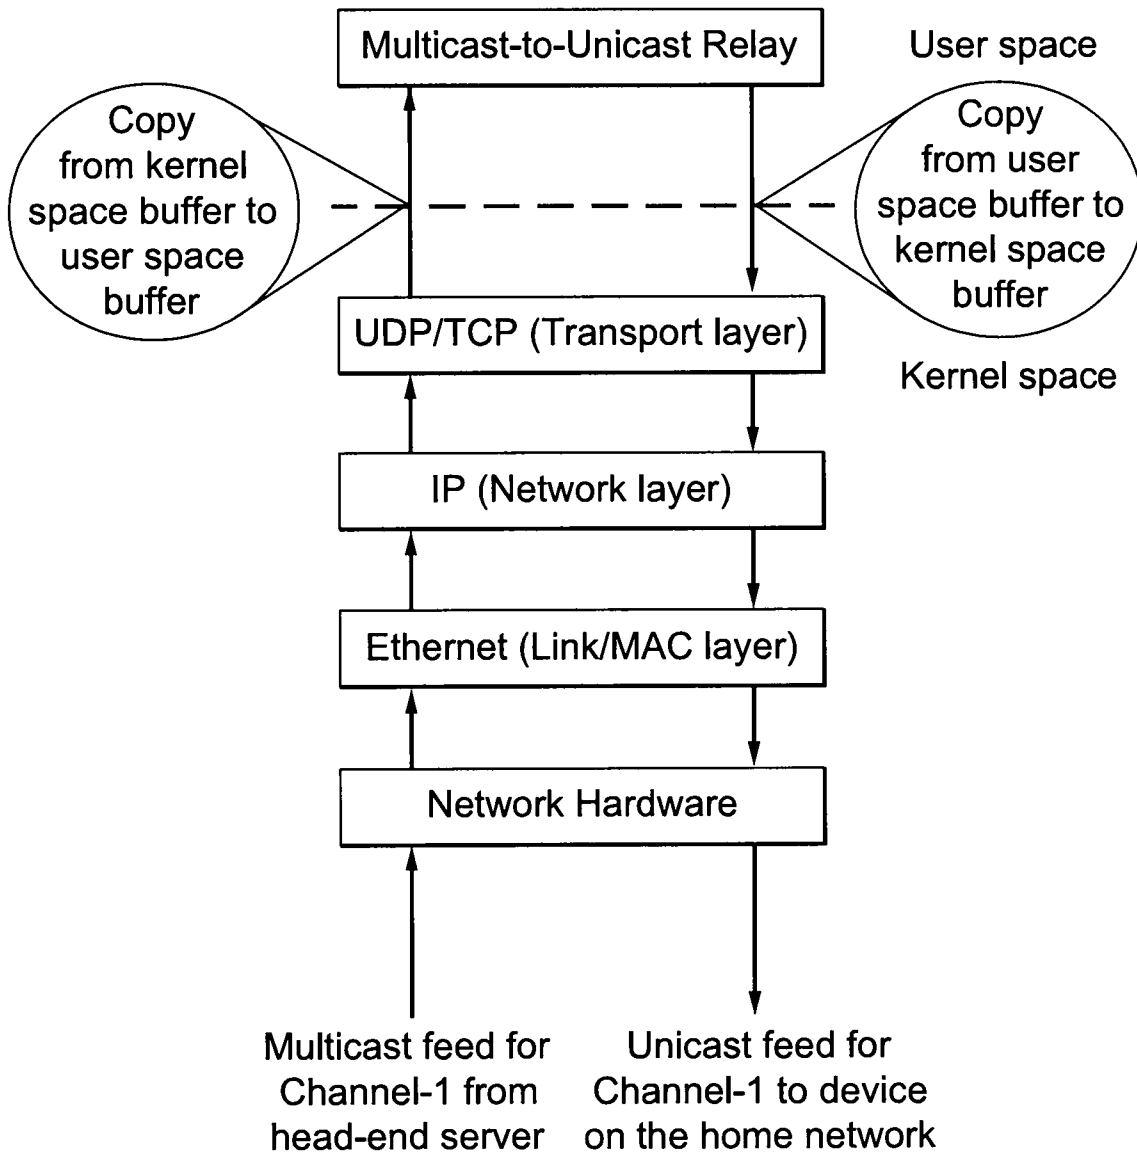 Multicast-to-Unicast Relay
User space
Copy
from kernel
space buffer to
user space
buffer
Copy
from user
space buffer to
kernel space
buffer
UDP/TCP (Transport layer)
Kernel space
IP (Network layer)
Ethernet (Link/MAC layer)
Network Hardware
Multicast feed for
Channel-1 from
head-end server
Unicast feed for
Channel-1 to device
on the home network